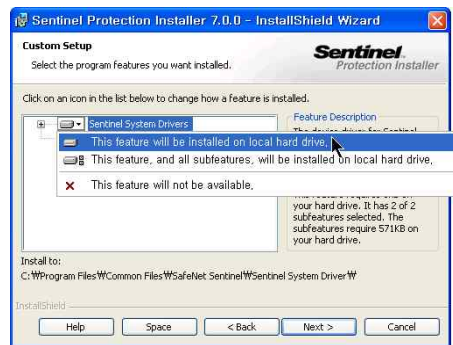 Sentinel Protection Installer 7.0.0 - InstallShield Wizard
Custom Setup
Select the program features you want installed.
Sentinel
Protection Installer
Click on an icon in the list below to change how a feature is installed.
Sentinel System Drivers
Feature Description
This feature will be installed on local hard drive.
This feature, and all subfeatures, will be installed on local hard drive.
This feature will not be available.
your hard drive. It has 2 of 2
subfeatures selected. The
subfeatures require 571KB on
your hard drive.
Install to:
C:₩Program Files₩Common Files₩SafeNet Sentinel₩Sentinel System Driver₩
InstallShield
Help
Space
< Back
Next >
Cancel